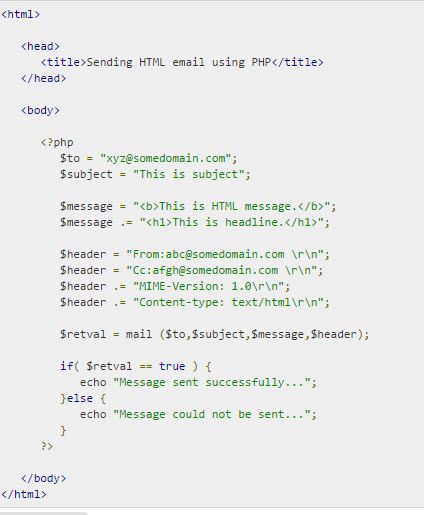 <html>
<head>
<title>Sending HTML email using PHP</title>
</head>
<body>
<?php
$to = "xyz@somedomain.com";
$subject = "This is subject";
$message = "<b>This is HTML message.</b>";
$message .= "<h1>This is headline.</h1>";
$header = "From:abc@somedomain.com \r\n";
$header = "Cc:afgh@somedomain.com \r\n";
$header .= "MIME-Version: 1.0\r\n";
$header .= "Content-type: text/html\r\n";
$retval = mail ($to,$subject,$message,$header);
if( $retval == true ) {
echo "Message sent successfully...";
}else {
echo "Message could not be sent...";
}
?>
</body>
</html>